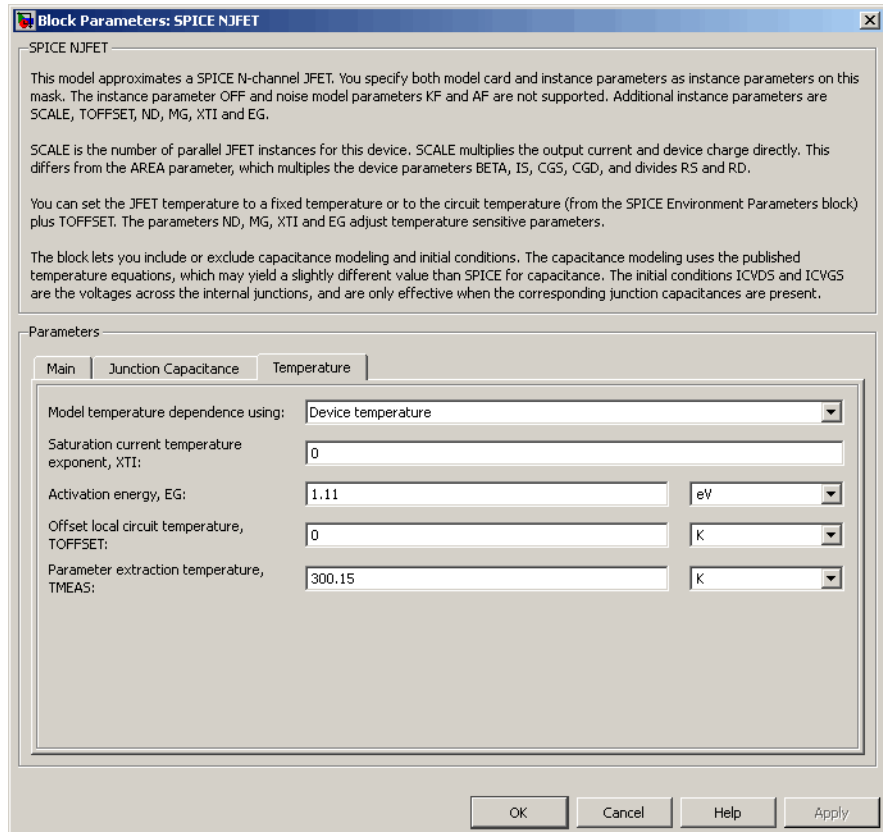 Block Parameters: SPICE NJFET
SPICE NJFET
This model approximates a SPICE N-channel JFET. You specify both model card and instance parameters as instance parameters on this
mask. The instance parameter OFF and noise model parameters KF and AF are not supported. Additional instance parameters are
SCALE, TOFFSET, ND, MG, XTI and EG.
SCALE is the number of parallel JFET instances for this device. SCALE multiplies the output current and device charge directly. This
differs from the AREA parameter, which multiples the device parameters BETA, IS, CGS, CGD, and divides RS and RD.
You can set the JFET temperature to a fixed temperature or to the circuit temperature (from the SPICE Environment Parameters block)
plus TOFFSET. The parameters ND, MG, XTI and EG adjust temperature sensitive parameters.
The block lets you include or exclude capacitance modeling and initial conditions. The capacitance modeling uses the published
temperature equations, which may yield a slightly different value than SPICE for capacitance. The initial conditions ICVDS and ICVGS
are the voltages across the internal junctions, and are only effective when the corresponding junction capacitances are present.
Parameters
Main Junction Capacitance Temperature
Model temperature dependence using: Device temperature
Saturation current temperature
exponent, XTI: 0
Activation energy, EG: 1.11 eV
Offset local circuit temperature,
TOFFSET: 0 K
Parameter extraction temperature,
TMEAS: 300.15 K
OK Cancel Help Apply